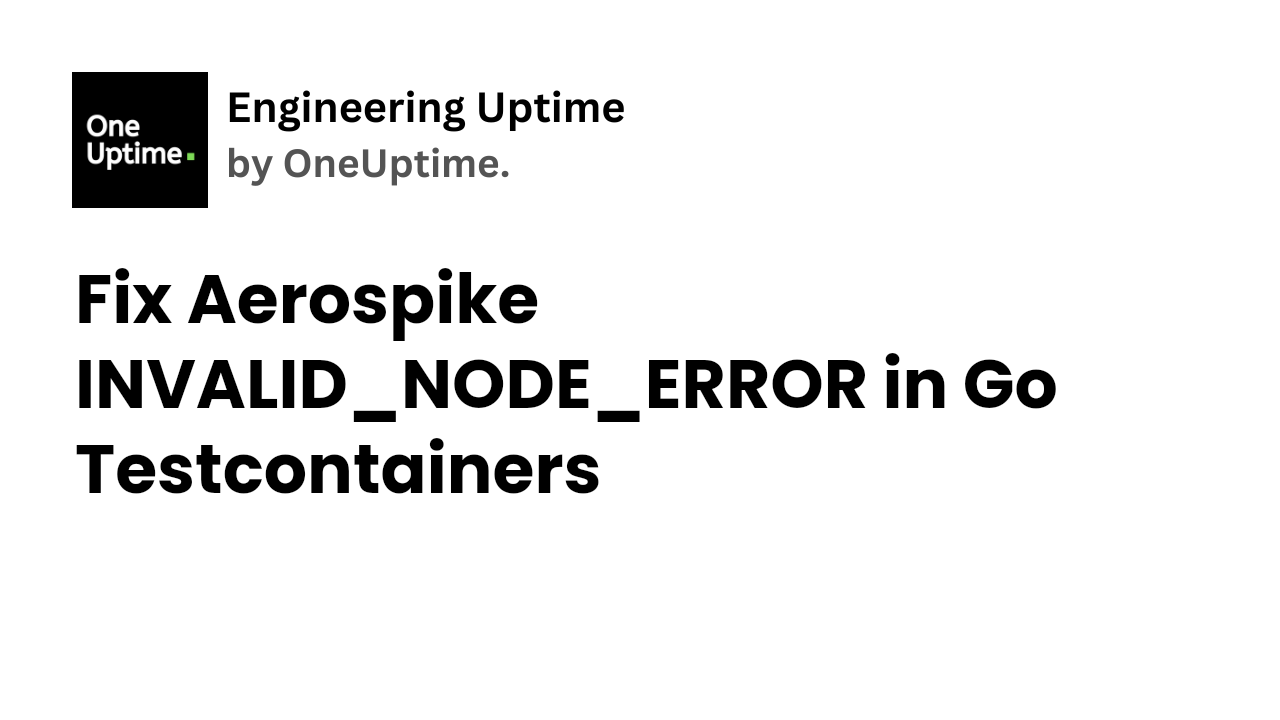 One
Uptime.
Engineering Uptime
by OneUptime.
Fix Aerospike
INVALID_NODE_ERROR in Go
Testcontainers